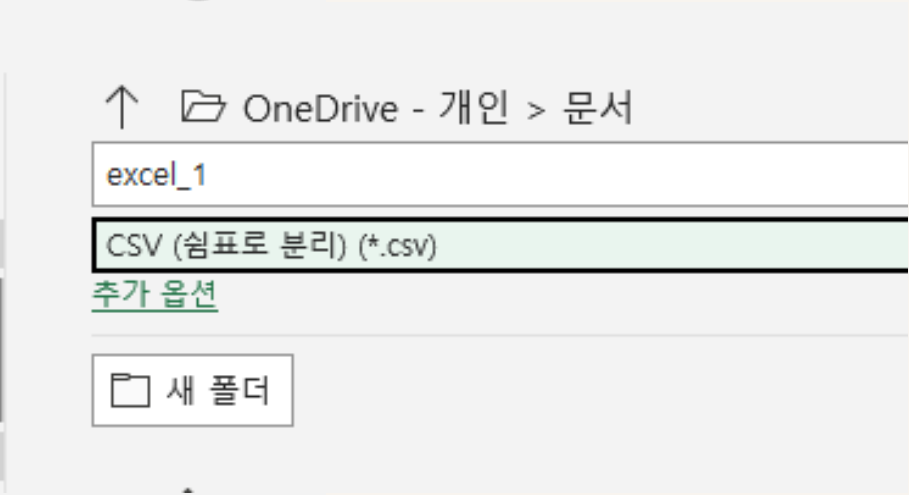 OneDrive - 개인 > 문서
excel_1
CSV (쉼표로 분리) (*.csv)
추가 옵션
새 폴더